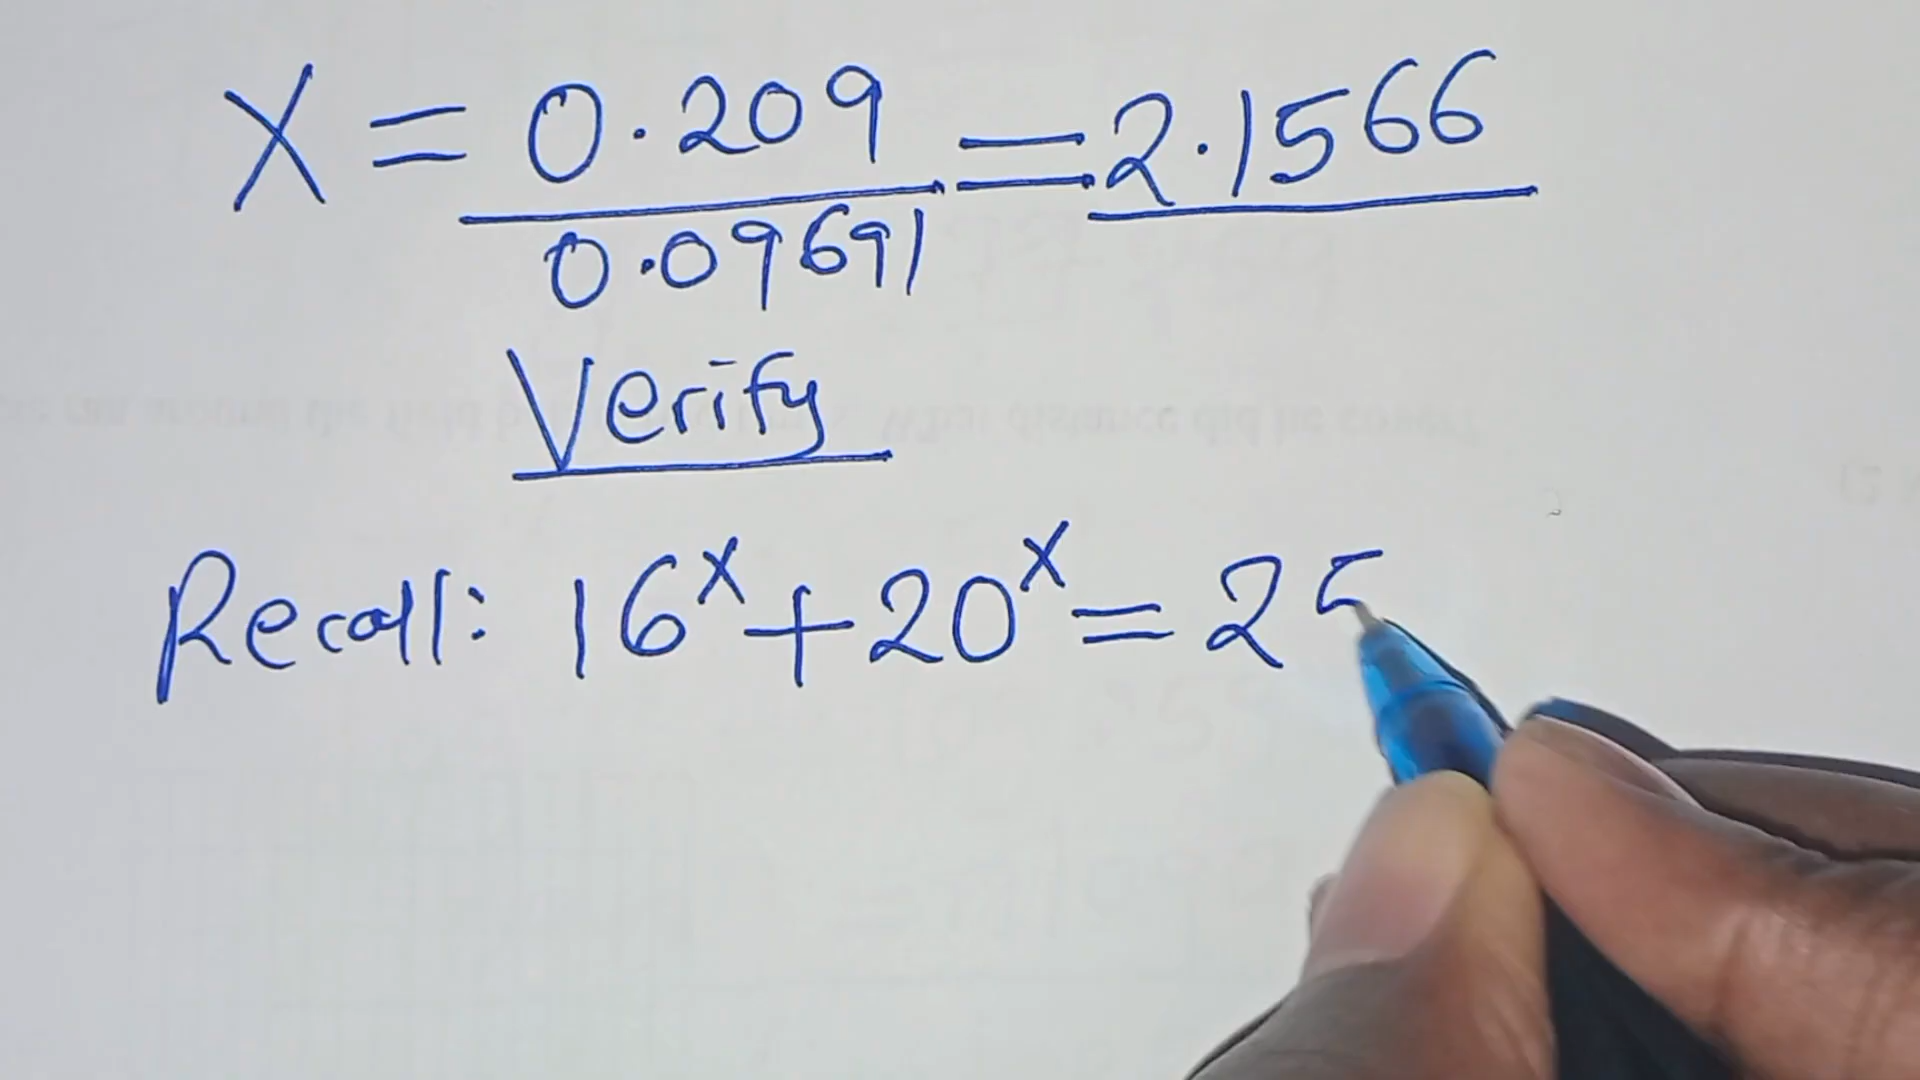 X = 0.209 / 0.09691 = 2.1566
Verify
Recall: 16^x + 20^x = 25